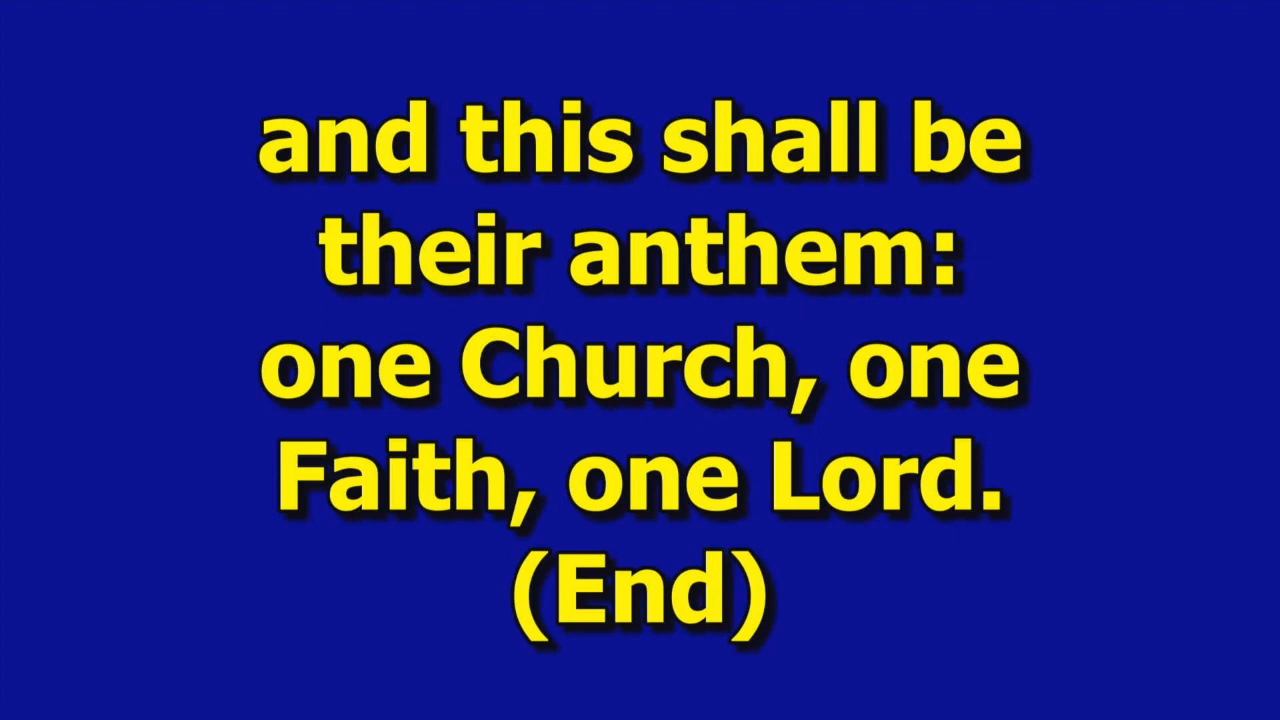 and this shall be
their anthem:
one Church, one
Faith, one Lord.
(End)